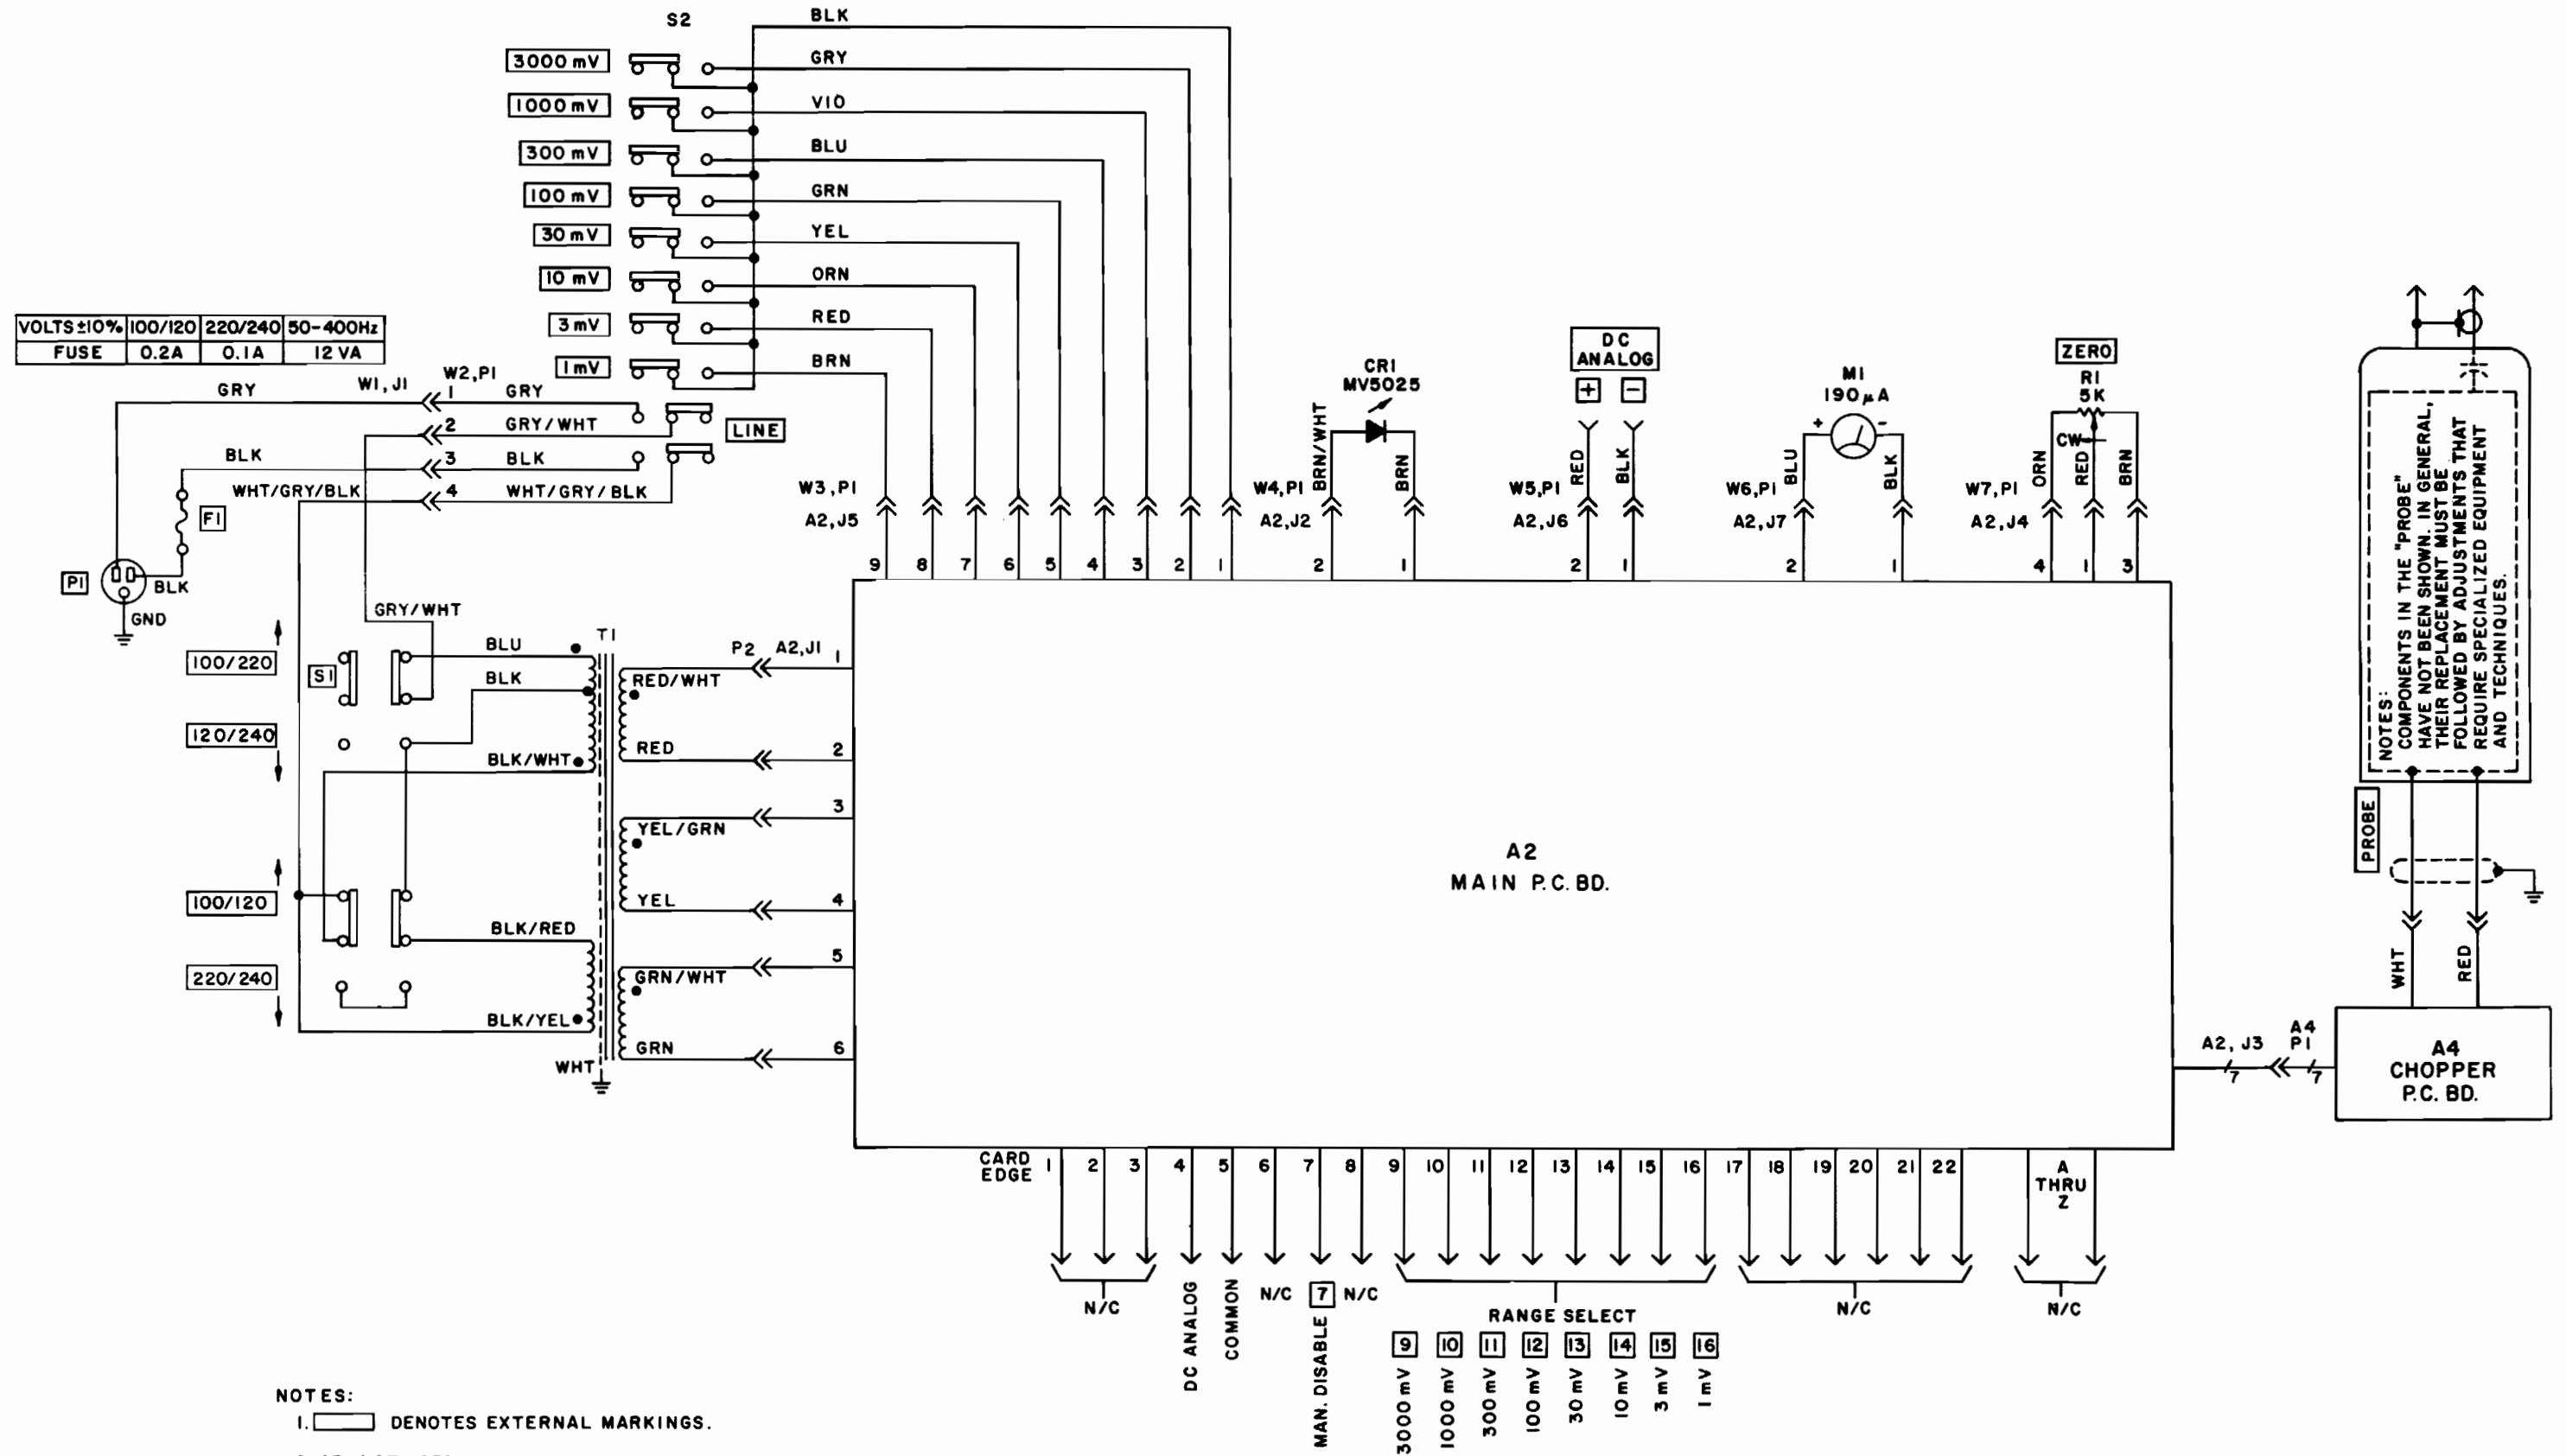 S2
BLK
3000 mV
GRY
1000 mV
VIO
300 mV
BLU
100 mV
GRN
30 mV
YEL
10 mV
ORN
3 mV
RED
1 mV
BRN
VOLTS ±10% 100/120 220/240 50-400Hz
FUSE 0.2A 0.1A 12 VA
GRY
W1, J1
W2, P1
1
GRY
2
GRY/WHT
LINE
BLK
3
BLK
WHT/GRY/BLK
4
WHT/GRY/BLK
F1
P1
BLK
GND
GRY/WHT
W3, P1
A2, J5
9
8
7
6
5
4
3
2
1
CR1
MV5025
BRN/WHT
BRN
W4, P1
A2, J2
2
1
DC
ANALOG
+
-
RED
BLK
W5, P1
A2, J6
2
1
M1
190 µA
+
-
BLU
BLK
W6, P1
A2, J7
2
1
ZERO
R1
5K
CW
ORN
RED
BRN
W7, P1
A2, J4
4
1
3
NOTES:
COMPONENTS IN THE "PROBE"
HAVE NOT BEEN SHOWN. IN GENERAL,
THEIR REPLACEMENT MUST BE
FOLLOWED BY ADJUSTMENTS THAT
REQUIRE SPECIALIZED EQUIPMENT
AND TECHNIQUES.
PROBE
WHT
RED
100/220
S1
120/240
100/120
220/240
BLU
BLK
BLK/WHT
BLK/RED
BLK/YEL
WHT
T1
P2
A2, J1
RED/WHT
1
RED
2
YEL/GRN
3
YEL
4
GRN/WHT
5
GRN
6
A2
MAIN P.C. BD.
A2, J3
7
A4
P1
7
A4
CHOPPER
P.C. BD.
CARD
EDGE
1
2
3
4
5
6
7
8
9
10
11
12
13
14
15
16
17
18
19
20
21
22
A
THRU
Z
N/C
DC ANALOG
COMMON
N/C
7
MAN. DISABLE
N/C
RANGE SELECT
9
10
11
12
13
14
15
16
3000 mV
1000 mV
300 mV
100 mV
30 mV
10 mV
3 mV
1 mV
N/C
N/C
NOTES:
1. DENOTES EXTERNAL MARKINGS.